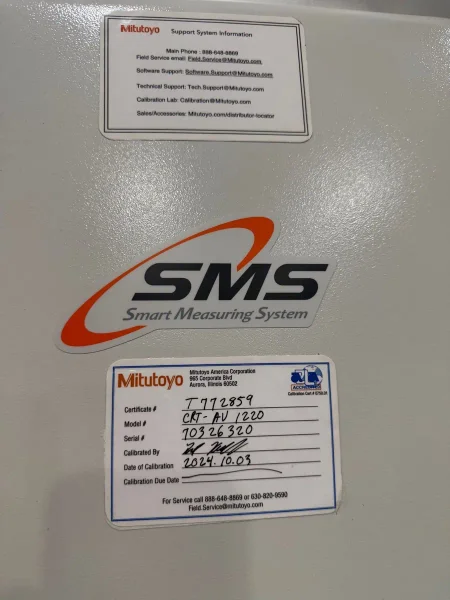 Mitutoyo Support System Information
Main Phone : 888-648-8869
Field Service email: Field.Service@Mitutoyo.com
Software Support: Software.Support@Mitutoyo.com
Technical Support: Tech.Support@Mitutoyo.com
Calibration Lab: Calibration@Mitutoyo.com
Sales/Accessories: Mitutoyo.com/distributor-locator
SMS
Smart Measuring System
Mitutoyo
Mitutoyo America Corporation
965 Corporate Blvd
Aurora, Illinois 60502
ACCREDITED
Calibration Cert #
Certificate # T772859
Model # CRT-AV 1220
Serial # 70326320
Calibrated By
Date of Calibration 2024.10.03
Calibration Due Date
For Service call 888-648-8869 or 630-820-9590
Field.Service@mitutoyo.com